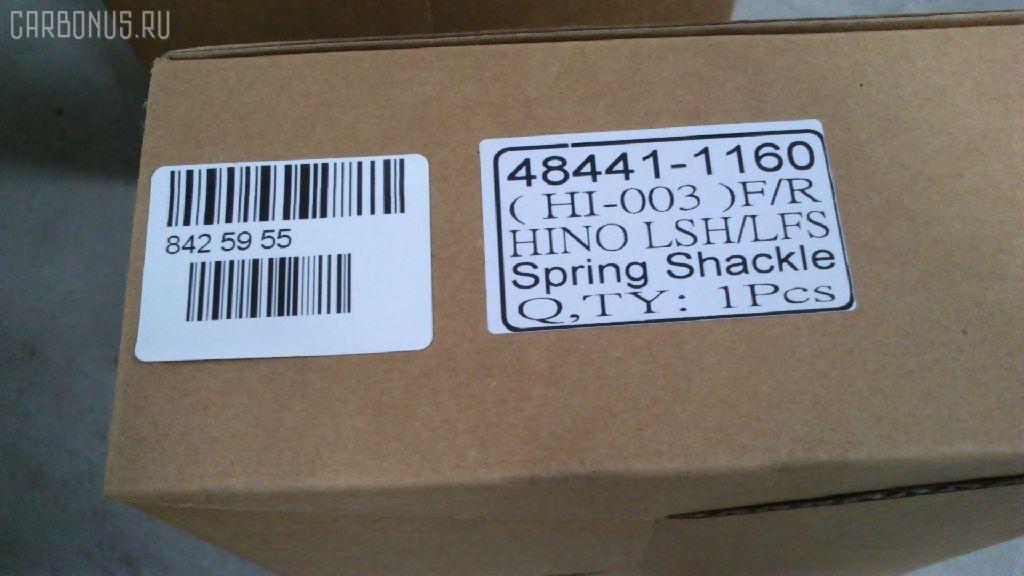 CARBONUS.RU
842 59 55
48441-1160
( HI-003 )F/R
HINO LSH/LFS
Spring Shackle
Q,TY: 1Pcs